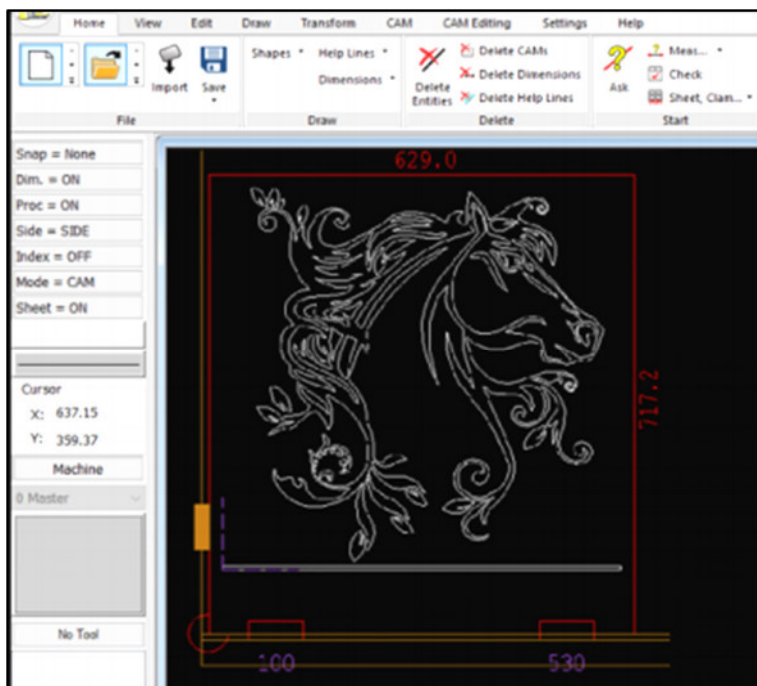 Home View Edit Draw Transform CAM CAM Editing Settings Help
Import
Save
File
Shapes
Help Lines
Dimensions
Draw
Delete
Entities
Delete CAMs
Delete Dimensions
Delete Help Lines
Delete
Ask
Meas...
Check
Sheet, Clam...
Start
Snap = None
Dim. = ON
Proc = ON
Side = SIDE
Index = OFF
Mode = CAM
Sheet = ON
Cursor
X: 637.15
Y: 359.37
Machine
0 Master
No Tool
629.0
717.2
100
530